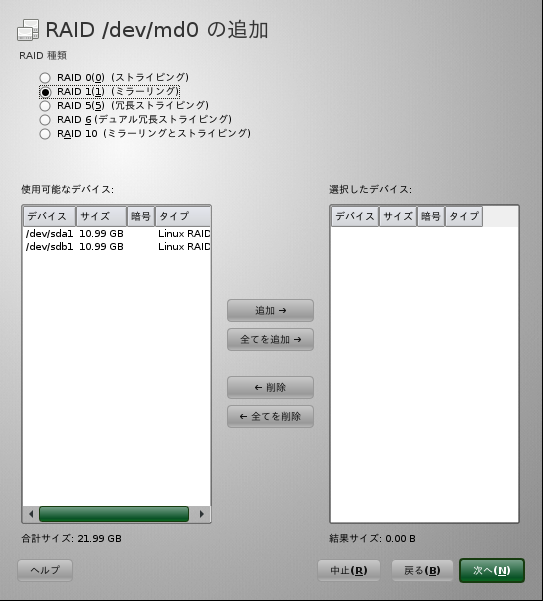 RAID /dev/md0 の追加
RAID 種類
RAID 0(0) (ストライピング)
RAID 1(1) (ミラーリング)
RAID 5(5) (冗長ストライピング)
RAID 6 (デュアル冗長ストライピング)
RAID 10 (ミラーリングとストライピング)
使用可能なデバイス:
デバイス サイズ 暗号 タイプ
/dev/sda1 10.99 GB Linux RAID
/dev/sdb1 10.99 GB Linux RAID
合計サイズ: 21.99 GB
追加 →
全てを追加 →
← 削除
← 全てを削除
選択したデバイス:
デバイス サイズ 暗号 タイプ
結果サイズ: 0.00 B
ヘルプ 中止(R) 戻る(B) 次へ(N)